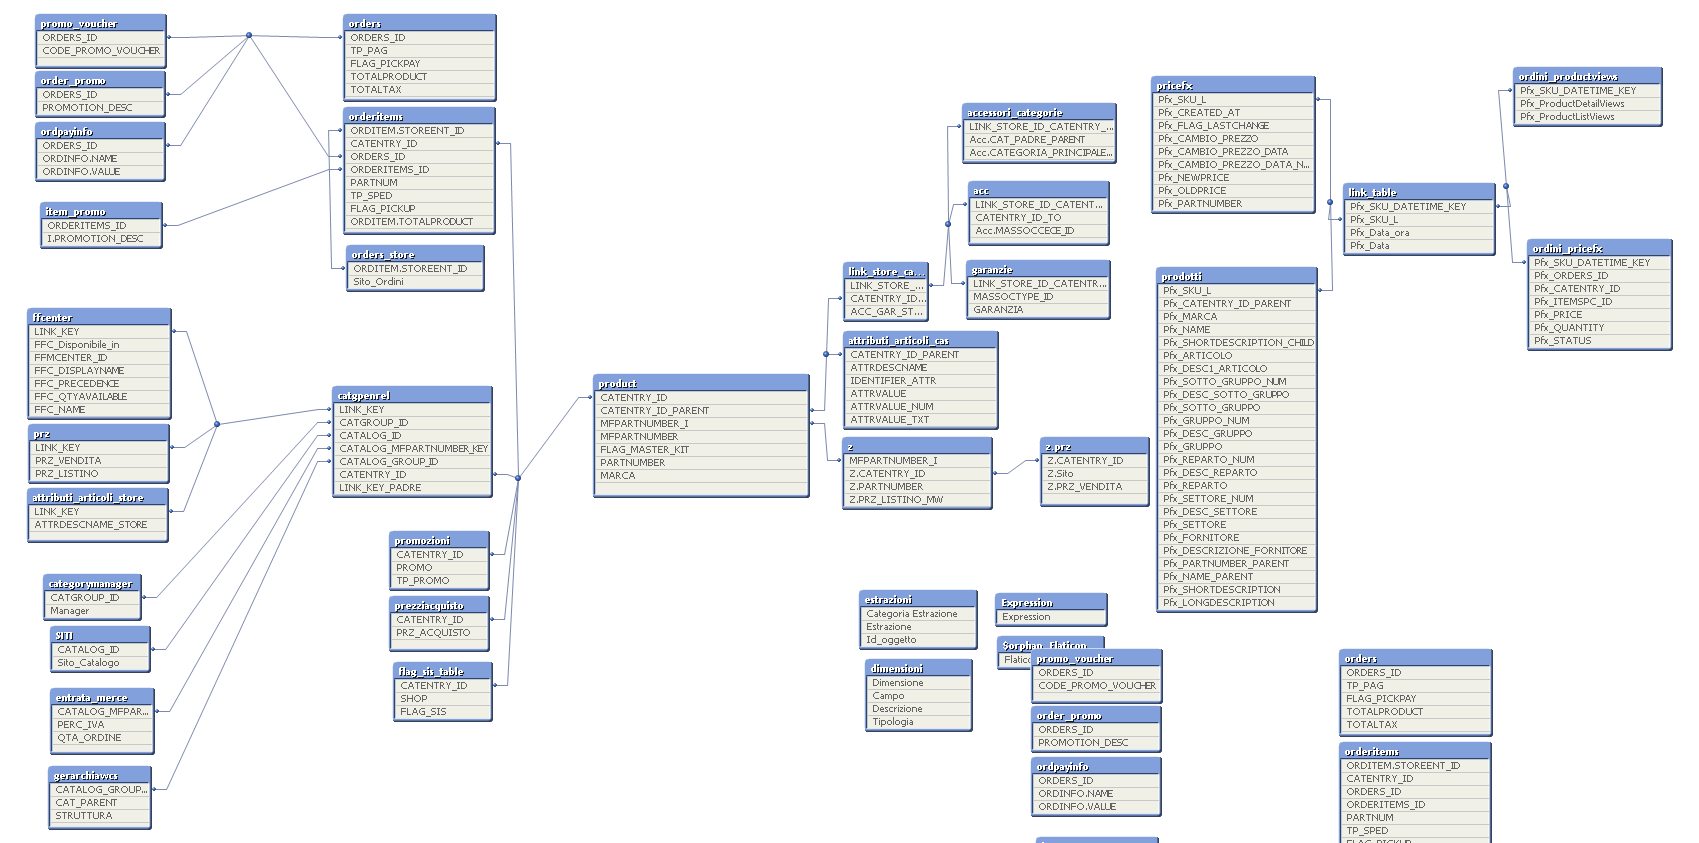 promo_voucher
ORDERS_ID
CODE_PROMO_VOUCHER
order_promo
ORDERS_ID
PROMOTION_DESC
ordpayinfo
ORDERS_ID
ORDINFO.NAME
ORDINFO.VALUE
item_promo
ORDERITEMS_ID
I.PROMOTION_DESC
orders
ORDERS_ID
TP_PAG
FLAG_PICKPAY
TOTALPRODUCT
TOTALTAX
orderitems
ORDITEM.STOREENT_ID
CATENTRY_ID
ORDERS_ID
ORDERITEMS_ID
PARTNUM
TP_SPED
FLAG_PICKUP
ORDITEM.TOTALPRODUCT
orders_store
ORDITEM.STOREENT_ID
Sito_Ordini
ffcenter
LINK_KEY
FFC_Disponibile_in
FFMCENTER_ID
FFC_DISPLAYNAME
FFC_PRECEDENCE
FFC_QTYAVAILABLE
FFC_NAME
prz
LINK_KEY
PRZ_VENDITA
PRZ_LISTINO
attributi_articoli_store
LINK_KEY
ATTRDESCNAME_STORE
categorymanager
CATGROUP_ID
Manager
SITI
CATALOG_ID
Sito_Catalogo
entrata_merce
CATALOG_MFPAR...
PERC_IVA
QTA_ORDINE
gerarchiawcs
CATALOG_GROUP...
CAT_PARENT
STRUTTURA
catgpenrel
LINK_KEY
CATGROUP_ID
CATALOG_ID
CATALOG_MFPARTNUMBER_KEY
CATALOG_GROUP_ID
CATENTRY_ID
LINK_KEY_PADRE
promozioni
CATENTRY_ID
PROMO
TP_PROMO
prezziacquisto
CATENTRY_ID
PRZ_ACQUISTO
flag_sis_table
CATENTRY_ID
SHOP
FLAG_SIS
product
CATENTRY_ID
CATENTRY_ID_PARENT
MFPARTNUMBER_I
MFPARTNUMBER
FLAG_MASTER_KIT
PARTNUMBER
MARCA
link_store_ca...
LINK_STORE_...
CATENTRY_ID...
ACC_GAR_ST...
attributi_articoli_cas
CATENTRY_ID_PARENT
ATTRDESCNAME
IDENTIFIER_ATTR
ATTRVALUE
ATTRVALUE_NUM
ATTRVALUE_TXT
z
MFPARTNUMBER_I
Z.CATENTRY_ID
Z.PARTNUMBER
Z.PRZ_LISTINO_MW
accessori_categorie
LINK_STORE_ID_CATENTRY_...
Acc.CAT_PADRE_PARENT
Acc.CATEGORIA_PRINCIPALE...
acc
LINK_STORE_ID_CATENT...
CATENTRY_ID_TO
Acc.MASSOCCECE_ID
garanzie
LINK_STORE_ID_CATENTR...
MASSOCTYPE_ID
GARANZIA
z_prz
Z.CATENTRY_ID
Z.Sito
Z.PRZ_VENDITA
pricefx
Pfx_SKU_L
Pfx_CREATED_AT
Pfx_FLAG_LASTCHANGE
Pfx_CAMBIO_PREZZO
Pfx_CAMBIO_PREZZO_DATA
Pfx_CAMBIO_PREZZO_DATA_N...
Pfx_NEWPRICE
Pfx_OLDPRICE
Pfx_PARTNUMBER
prodotti
Pfx_SKU_L
Pfx_CATENTRY_ID_PARENT
Pfx_MARCA
Pfx_NAME
Pfx_SHORTDESCRIPTION_CHILD
Pfx_ARTICOLO
Pfx_DESC1_ARTICOLO
Pfx_SOTTO_GRUPPO_NUM
Pfx_DESC_SOTTO_GRUPPO
Pfx_SOTTO_GRUPPO
Pfx_GRUPPO_NUM
Pfx_DESC_GRUPPO
Pfx_GRUPPO
Pfx_REPARTO_NUM
Pfx_DESC_REPARTO
Pfx_REPARTO
Pfx_SETTORE_NUM
Pfx_DESC_SETTORE
Pfx_SETTORE
Pfx_FORNITORE
Pfx_DESCRIZIONE_FORNITORE
Pfx_PARTNUMBER_PARENT
Pfx_NAME_PARENT
Pfx_SHORTDESCRIPTION
Pfx_LONGDESCRIPTION
link_table
Pfx_SKU_DATETIME_KEY
Pfx_SKU_L
Pfx_Data_ora
Pfx_Data
ordini_productviews
Pfx_SKU_DATETIME_KEY
Pfx_ProductDetailViews
Pfx_ProductListViews
ordini_pricefx
Pfx_SKU_DATETIME_KEY
Pfx_ORDERS_ID
Pfx_CATENTRY_ID
Pfx_ITEMSPC_ID
Pfx_PRICE
Pfx_QUANTITY
Pfx_STATUS
estrazioni
Categoria Estrazione
Estrazione
Id_oggetto
dimensioni
Dimensione
Campo
Descrizione
Tipologia
Expression
Expression
$orphan_Flaticon
Flatico
promo_voucher
ORDERS_ID
CODE_PROMO_VOUCHER
order_promo
ORDERS_ID
PROMOTION_DESC
ordpayinfo
ORDERS_ID
ORDINFO.NAME
ORDINFO.VALUE
orders
ORDERS_ID
TP_PAG
FLAG_PICKPAY
TOTALPRODUCT
TOTALTAX
orderitems
ORDITEM.STOREENT_ID
CATENTRY_ID
ORDERS_ID
ORDERITEMS_ID
PARTNUM
TP_SPED
FLAG_PICKUP